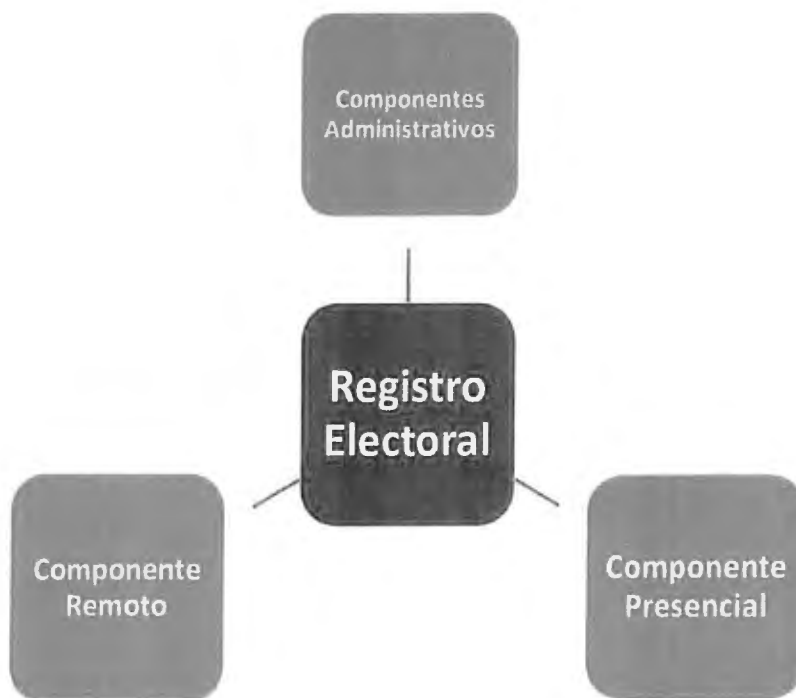 Componentes
Administrativos
Registro
Electoral
Componente
Remoto
Componente
Presencial